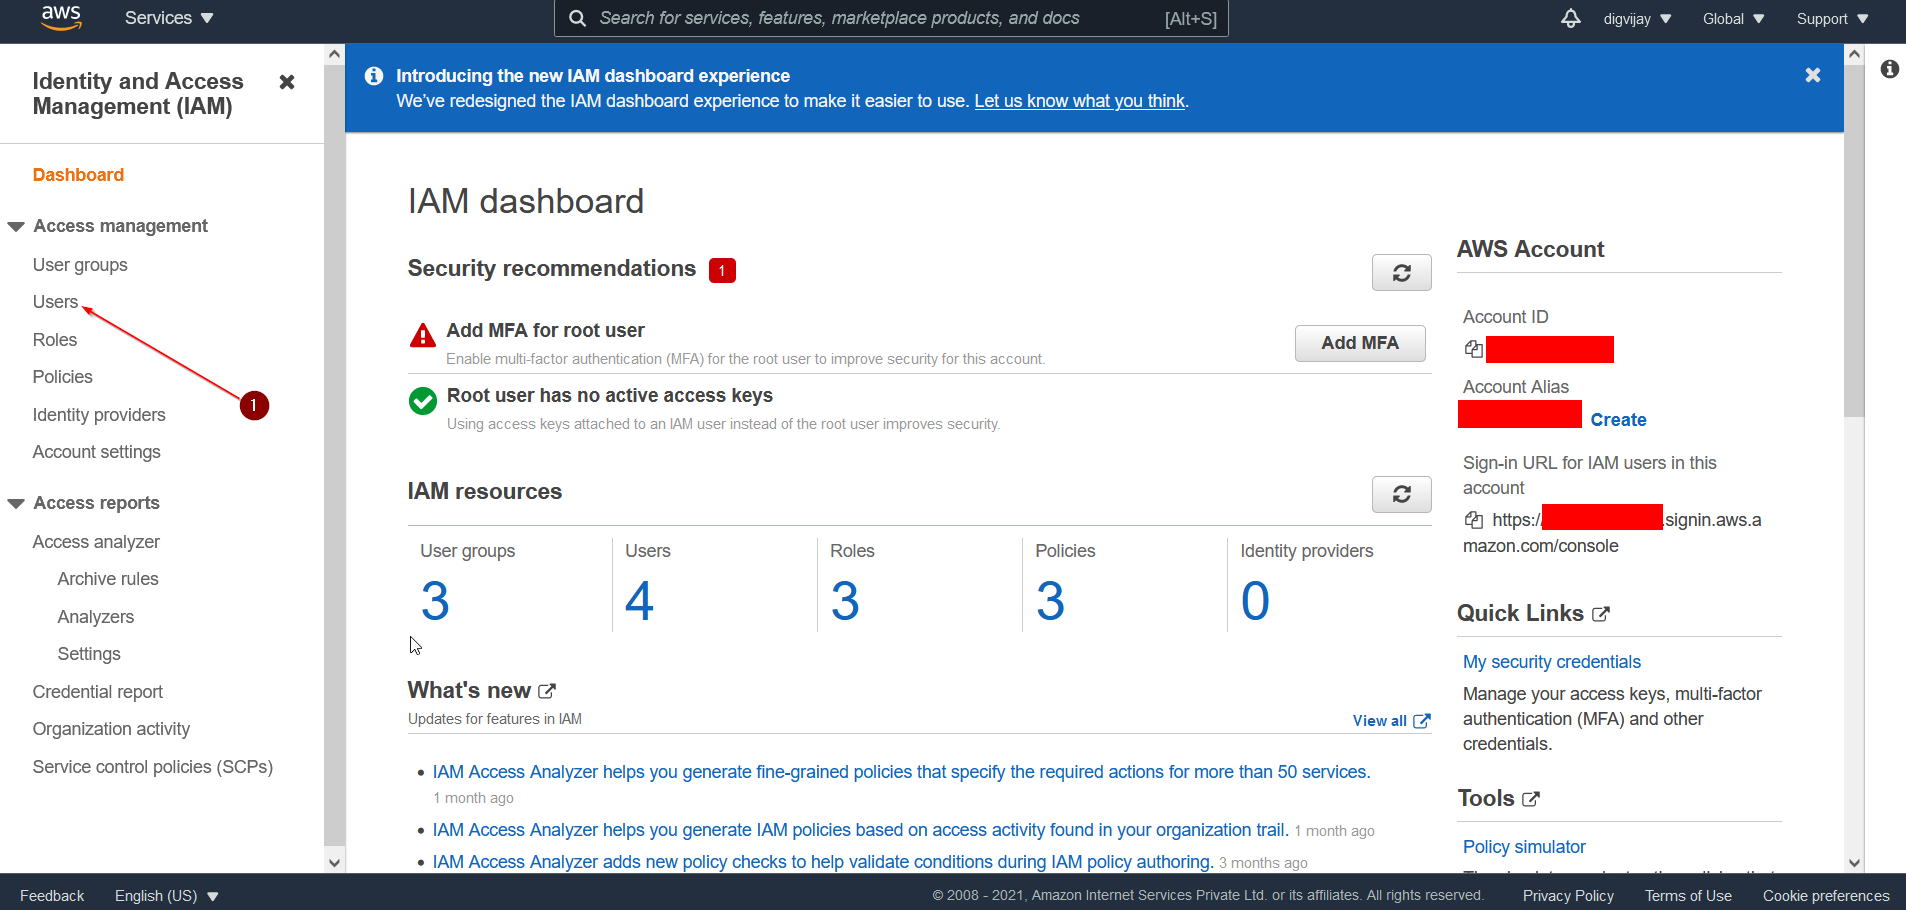 aws
Services
Search for services, features, marketplace products, and docs
[Alt+S]
digvijay
Global
Support
Identity and Access
Management (IAM)
Dashboard
Access management
User groups
Users
Roles
Policies
Identity providers
Account settings
1
Access reports
Access analyzer
Archive rules
Analyzers
Settings
Credential report
Organization activity
Service control policies (SCPs)
Introducing the new IAM dashboard experience
We've redesigned the IAM dashboard experience to make it easier to use. Let us know what you think.
IAM dashboard
Security recommendations 1
Add MFA for root user
Enable multi-factor authentication (MFA) for the root user to improve security for this account.
Add MFA
Root user has no active access keys
Using access keys attached to an IAM user instead of the root user improves security.
IAM resources
User groups
3
Users
4
Roles
3
Policies
3
Identity providers
0
What's new
Updates for features in IAM
View all
• IAM Access Analyzer helps you generate fine-grained policies that specify the required actions for more than 50 services.
1 month ago
• IAM Access Analyzer helps you generate IAM policies based on access activity found in your organization trail. 1 month ago
• IAM Access Analyzer adds new policy checks to help validate conditions during IAM policy authoring. 3 months ago
AWS Account
Account ID
Account Alias
Create
Sign-in URL for IAM users in this
account
https:/ .signin.aws.a
mazon.com/console
Quick Links
My security credentials
Manage your access keys, multi-factor
authentication (MFA) and other
credentials.
Tools
Policy simulator
Feedback
English (US)
© 2008 - 2021, Amazon Internet Services Private Ltd. or its affiliates. All rights reserved.
Privacy Policy
Terms of Use
Cookie preferences